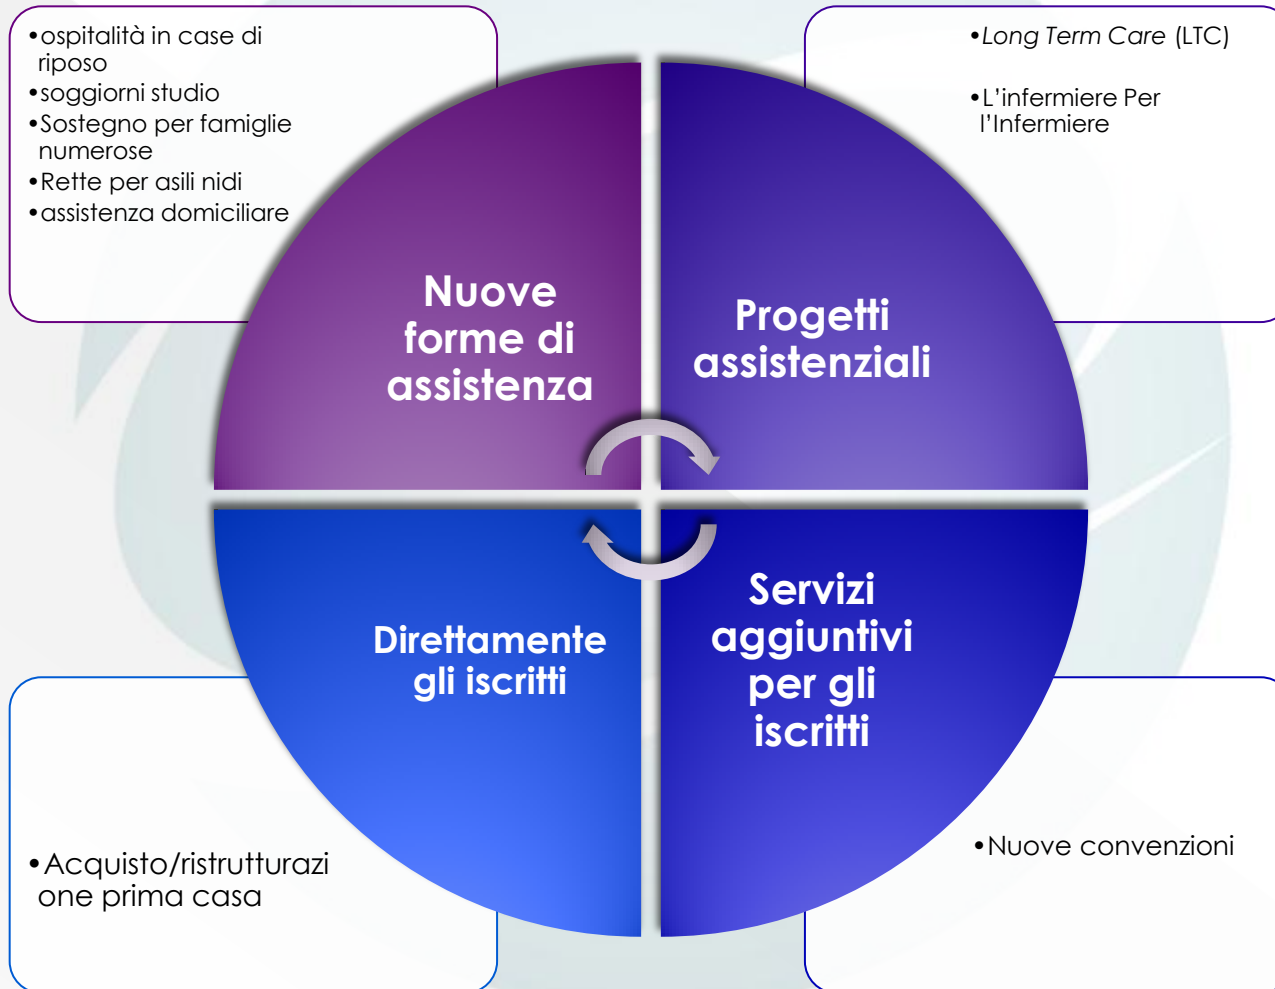 •ospitalità in case di
riposo
•soggiorni studio
•Sostegno per famiglie
numerose
•Rette per asili nidi
•assistenza domiciliare
•Long Term Care (LTC)
•L'infermiere Per
l'Infermiere
Nuove
forme di
assistenza
Progetti
assistenziali
Direttamente
gli iscritti
Servizi
aggiuntivi
per gli
iscritti
•Acquisto/ristrutturazi
one prima casa
•Nuove convenzioni